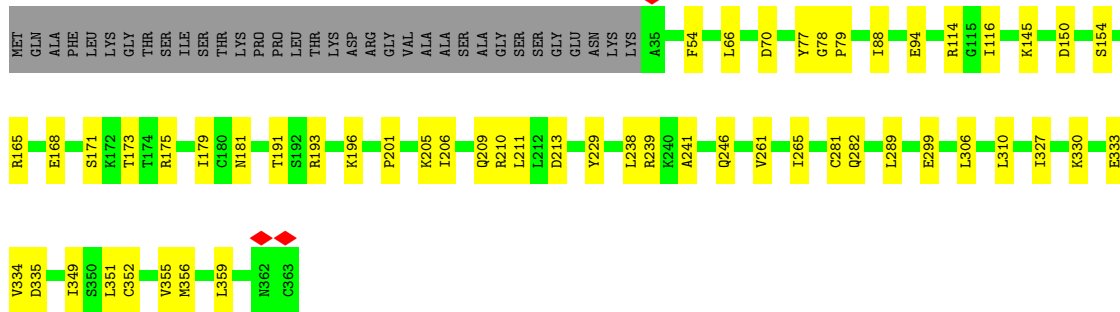 MET GLN ALA PHE LEU LYS GLY THR SER ILE SER THR LYS PRO PRO LEU THR LYS ASP ARG GLY VAL ALA ALA SER ALA GLY SER SER GLY GLU ASN LYS LYS A35 F54 L66 D70 Y77 G78 P79 I88 E94 R114 G115 I116 K145 D150 S154
R165 E168 S171 K172 T173 T174 R175 I179 C180 N181 T191 S192 R193 K196 P201 K205 I206 Q209 R210 L211 L212 D213 Y229 L238 R239 K240 A241 Q246 V261 I265 C281 Q282 L289 E299 L306 L310 I327 K330 E333
V334 D335 I349 S350 L351 C352 V355 M356 L359 N362 C363